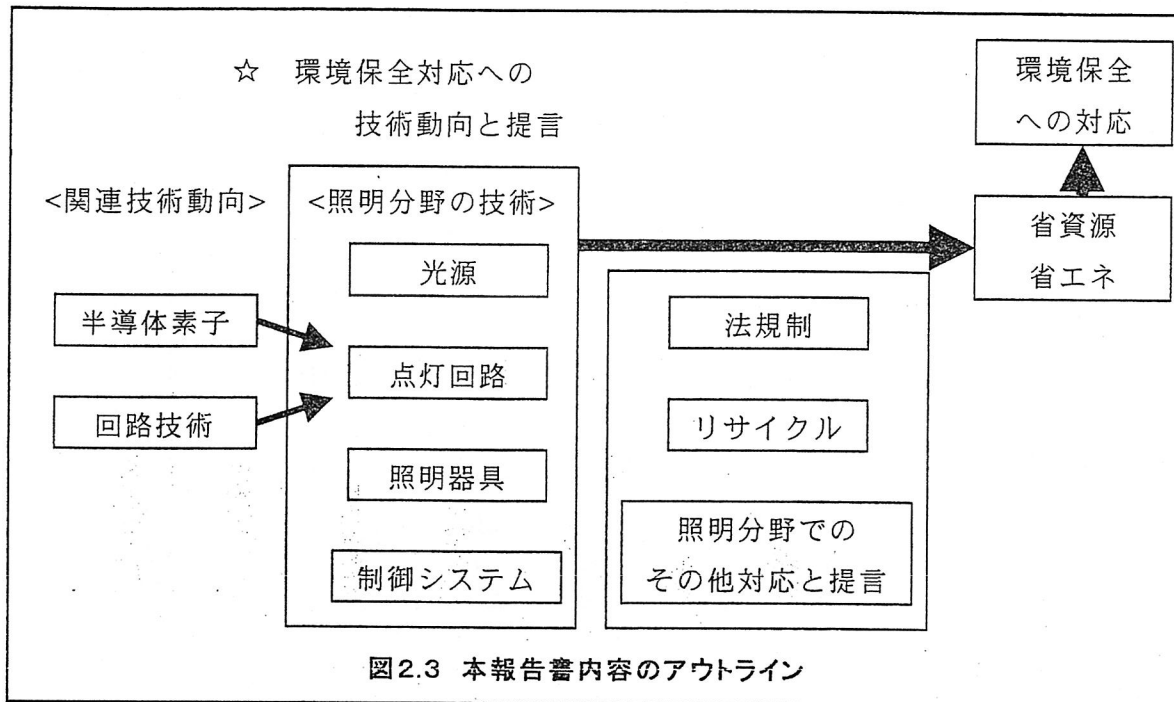 ☆ 環境保全対応への
技術動向と提言
環境保全
への対応
<関連技術動向>
<照明分野の技術>
省資源
省エネ
光源
半導体素子
点灯回路
回路技術
照明器具
制御システム
法規制
リサイクル
照明分野での
その他対応と提言
図2.3 本報告書内容のアウトライン